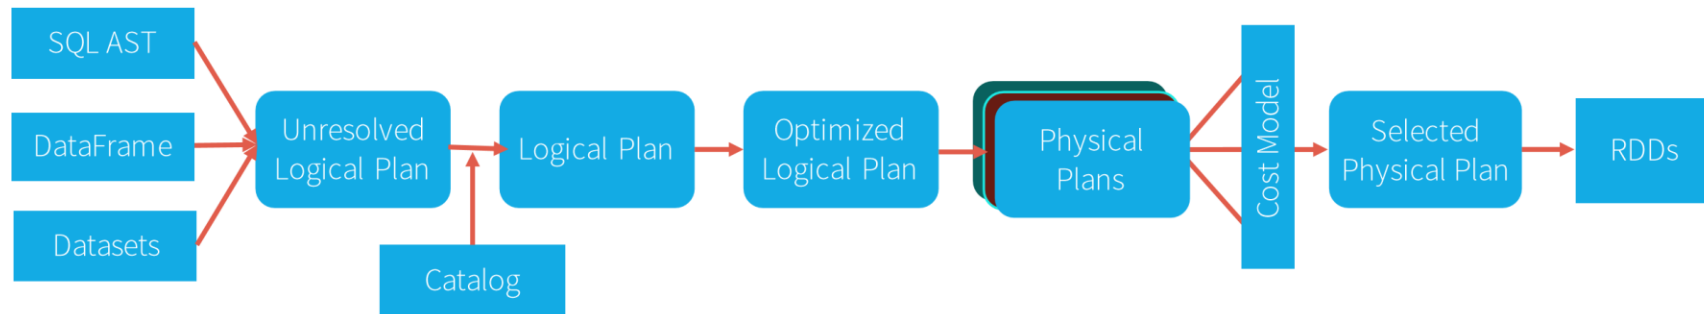 SQL AST
DataFrame
Datasets
Unresolved
Logical Plan
Catalog
Logical Plan
Optimized
Logical Plan
Physical
Plans
Cost Model
Selected
Physical Plan
RDDs